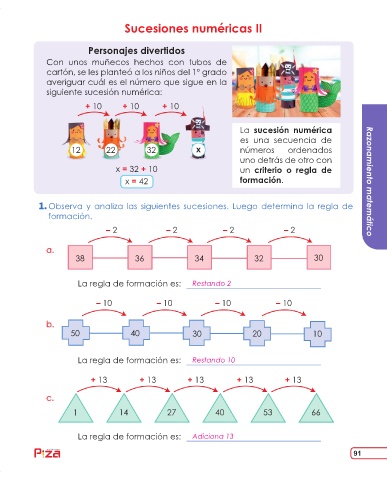 Sucesiones numéricas II
Personajes divertidos
Con unos muñecos hechos con tubos de
cartón, se les planteó a los niños del 1° grado
averiguar cuál es el número que sigue en la
siguiente sucesión numérica:
+ 10 + 10 + 10
12 22 32 x
x = 32 + 10
x = 42
La sucesión numérica
es una secuencia de
números ordenados
uno detrás de otro con
un criterio o regla de
formación.
Razonamiento matemático
1. Observa y analiza las siguientes sucesiones. Luego determina la regla de
formación.
– 2 – 2 – 2 – 2
a.
38 36 34 32 30
La regla de formación es: Restando 2
– 10 – 10 – 10 – 10
b.
50 40 30 20 10
La regla de formación es: Restando 10
+ 13 + 13 + 13 + 13 + 13
c.
1 14 27 40 53 66
La regla de formación es: Adiciona 13
91